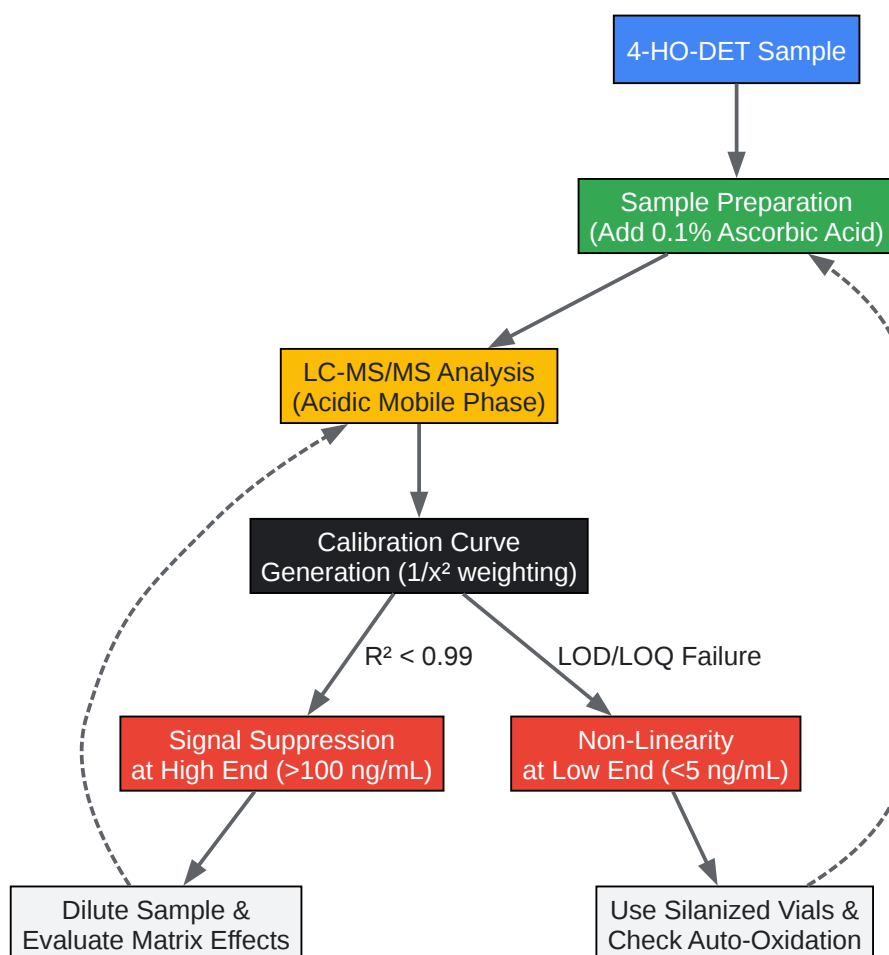 4-HO-DET Sample
Sample Preparation
(Add 0.1% Ascorbic Acid)
LC-MS/MS Analysis
(Acidic Mobile Phase)
Calibration Curve
Generation (1/x² weighting)
R² < 0.99
LOD/LOQ Failure
Signal Suppression
at High End (>100 ng/mL)
Non-Linearity
at Low End (<5 ng/mL)
Dilute Sample &
Evaluate Matrix Effects
Use Silanized Vials &
Check Auto-Oxidation